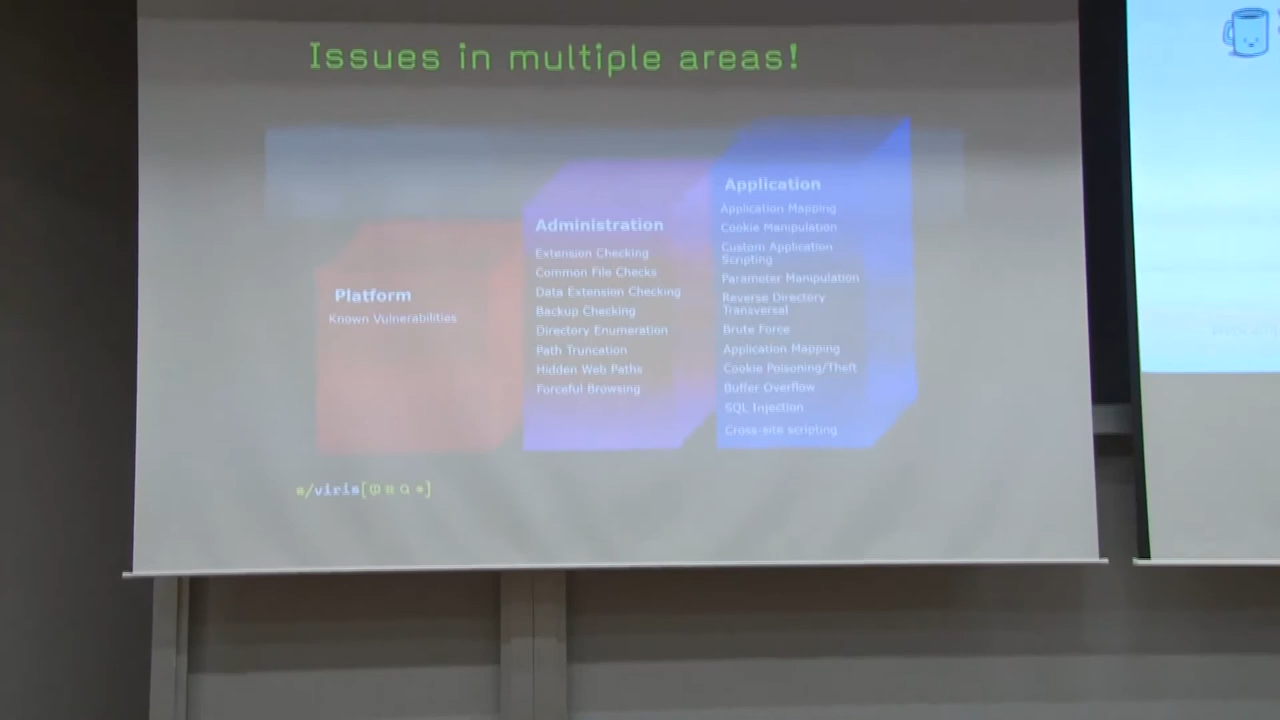 Issues in multiple areas!
Platform
Known Vulnerabilities
Administration
Extension Checking
Common File Checks
Data Extension Checking
Backup Checking
Directory Enumeration
Path Truncation
Hidden Web Paths
Forceful Browsing
Application
Application Mapping
Cookie Manipulation
Custom Application
Scripting
Parameter Manipulation
Reverse Directory
Transversal
Brute Force
Application Mapping
Cookie Poisoning/Theft
Buffer Overflow
SQL Injection
Cross-site scripting
/viris[